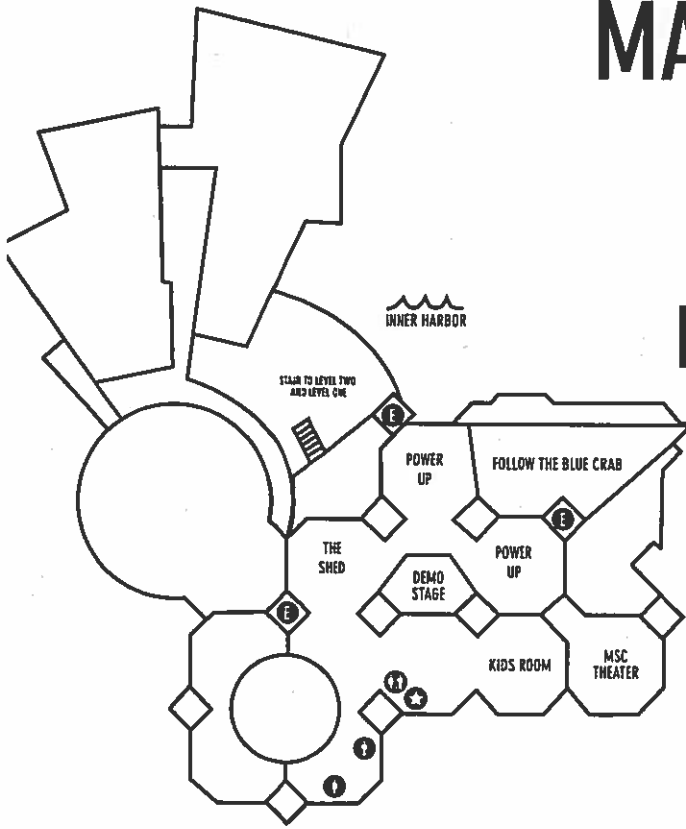 MA
INNER HARBOR
STAIR TO LEVEL TWO
AND LEVEL ONE
E
POWER
UP
FOLLOW THE BLUE CRAB
E
THE
SHED
POWER
UP
DEMO
STAGE
E
KIDS ROOM
MSC
THEATER